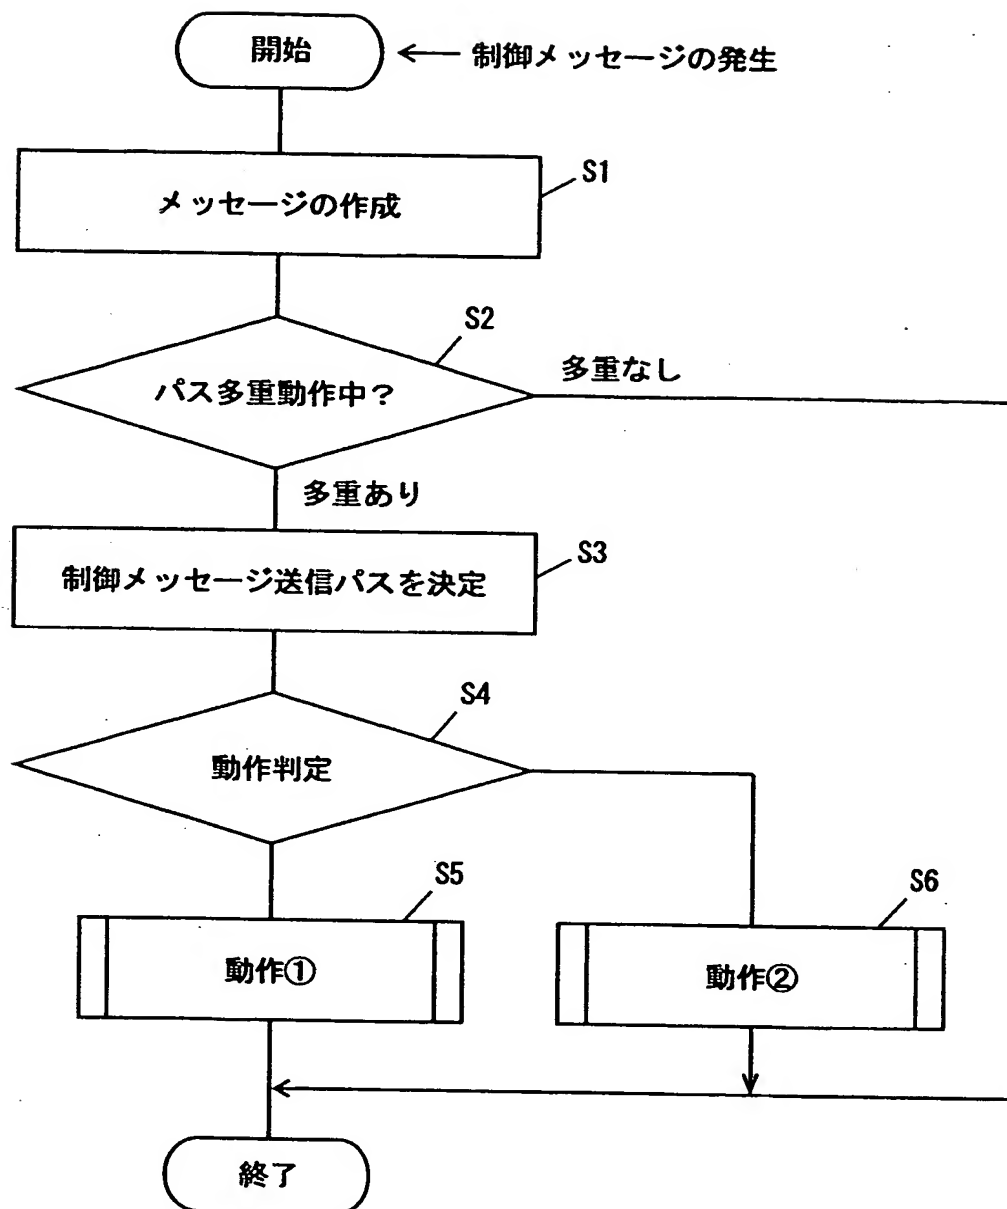 開始
制御メッセージの発生
メッセージの作成
S1
S2
パス多重動作中？
多重なし
多重あり
S3
制御メッセージ送信パスを決定
S4
動作判定
S5
動作①
S6
動作②
終了